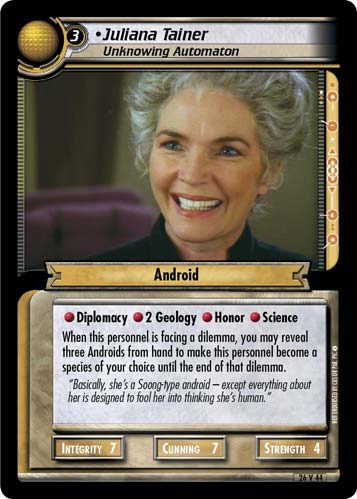 3
•Juliana Tainer
Unknowing Automaton
Android
Diplomacy 2 Geology Honor Science
When this personnel is facing a dilemma, you may reveal
three Androids from hand to make this personnel become a
species of your choice until the end of that dilemma.
"Basically, she's a Soong-type android – except everything about
her is designed to fool her into thinking she's human."
INTEGRITY 7 CUNNING 7 STRENGTH 4
26 V 44